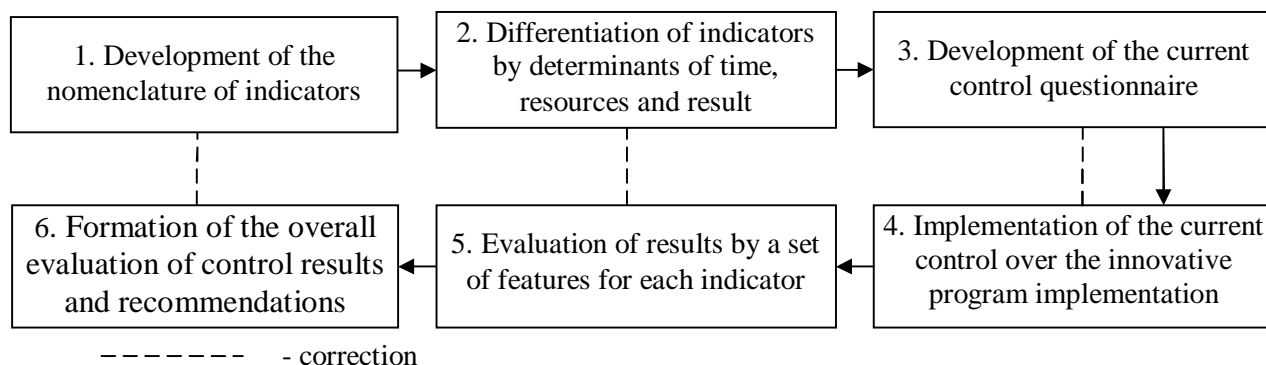 1. Development of the
nomenclature of indicators
2. Differentiation of indicators
by determinants of time,
resources and result
3. Development of the current
control questionnaire
6. Formation of the overall
evaluation of control results
and recommendations
5. Evaluation of results by a set
of features for each indicator
4. Implementation of the current
control over the innovative
program implementation
- correction